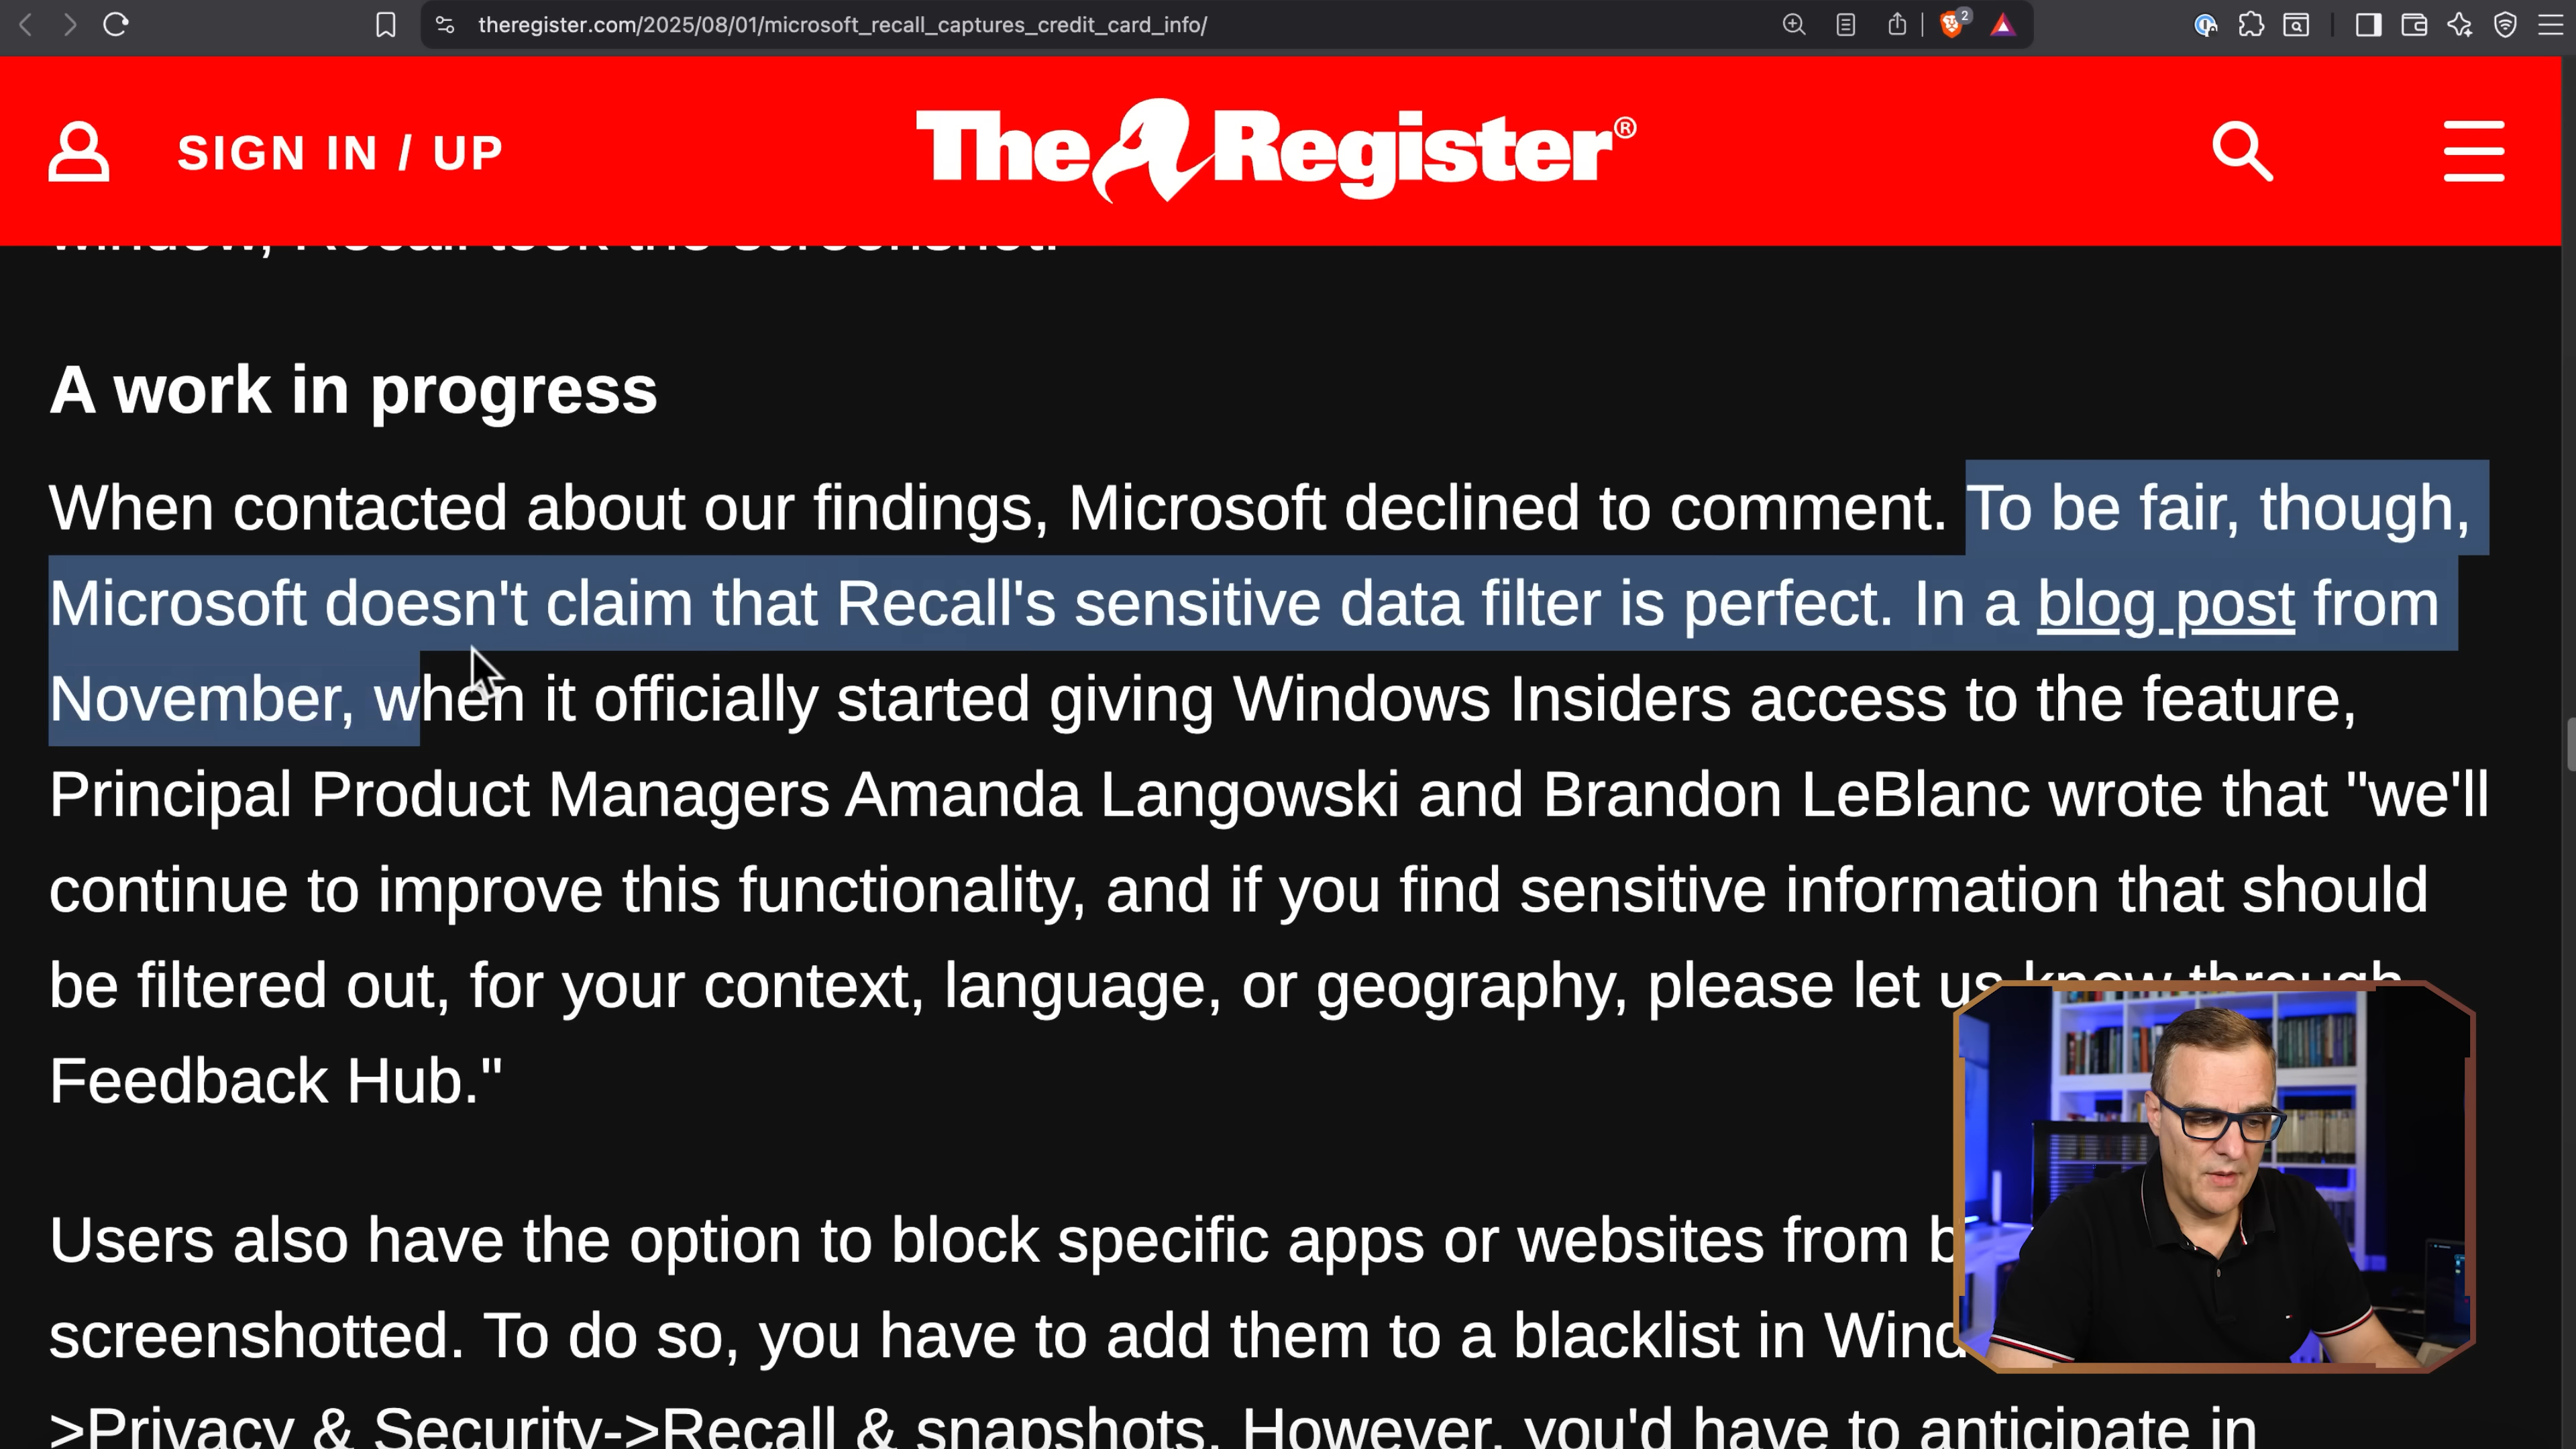 theregister.com/2025/08/01/microsoft_recall_captures_credit_card_info/
2
SIGN IN / UP
The Register®
window, Recall took the screenshot.
A work in progress
When contacted about our findings, Microsoft declined to comment. To be fair, though,
Microsoft doesn't claim that Recall's sensitive data filter is perfect. In a blog post from
November, when it officially started giving Windows Insiders access to the feature,
Principal Product Managers Amanda Langowski and Brandon LeBlanc wrote that "we'll
continue to improve this functionality, and if you find sensitive information that should
be filtered out, for your context, language, or geography, please let us know through
Feedback Hub."
Users also have the option to block specific apps or websites from b
screenshotted. To do so, you have to add them to a blacklist in Wind
>Privacy & Security->Recall & snapshots. However, you'd have to anticipate in